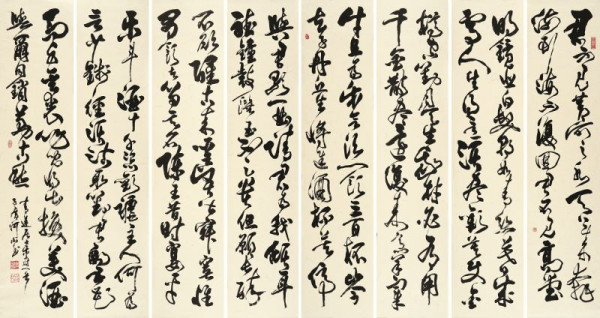 君不見黃河之水天上來奔
流到海不復回君不見高堂
明鏡悲白髮朝如青絲暮成
雪人生得意須盡歡莫使金
樽空對月天生我材必有用
千金散盡還復來烹羊宰
牛且為樂會須一飲三百杯岑
夫子丹丘生將進酒杯莫停
與君歌一曲請君為我傾耳
聽鐘鼓饌玉不足貴但願長醉
不願醒古來聖賢皆寂寞惟有
飲者留其名陳王昔時宴平
樂斗酒十千恣歡謔主人何為
言少錢徑須沽取對君酌五花
馬千金裘呼兒將出換美酒
與爾同銷萬古愁